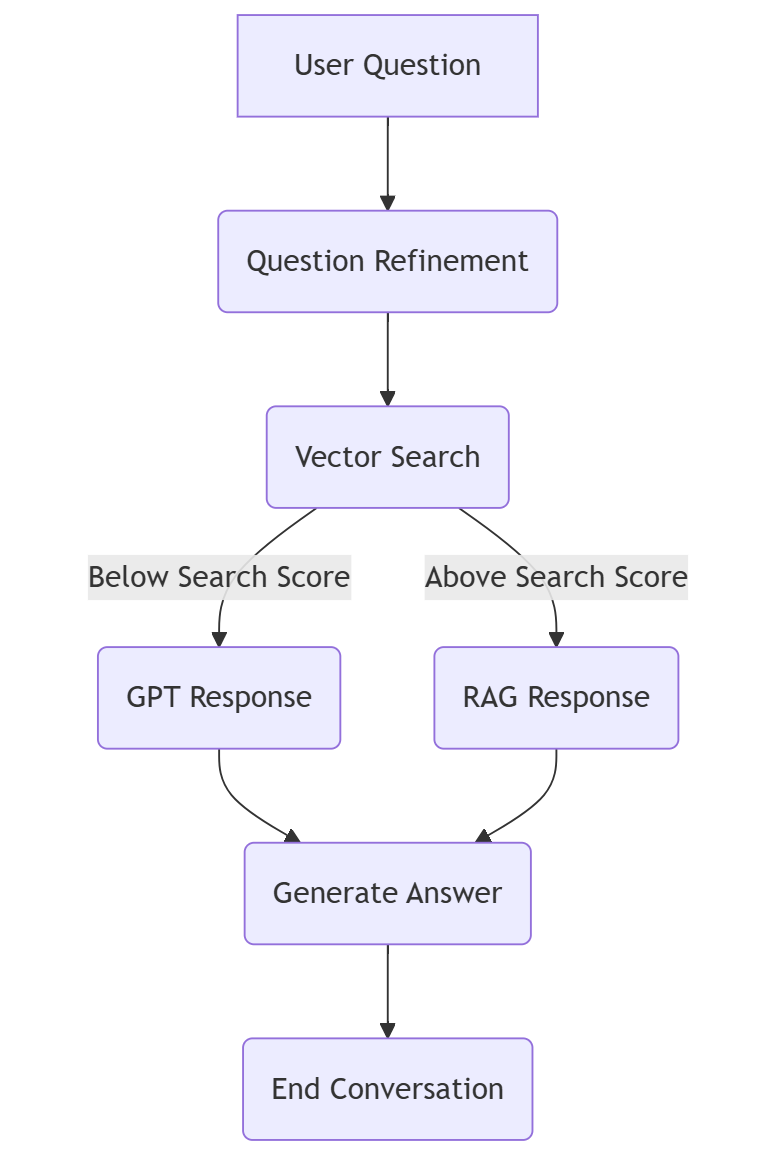 User Question
Question Refinement
Vector Search
Below Search Score
Above Search Score
GPT Response
RAG Response
Generate Answer
End Conversation